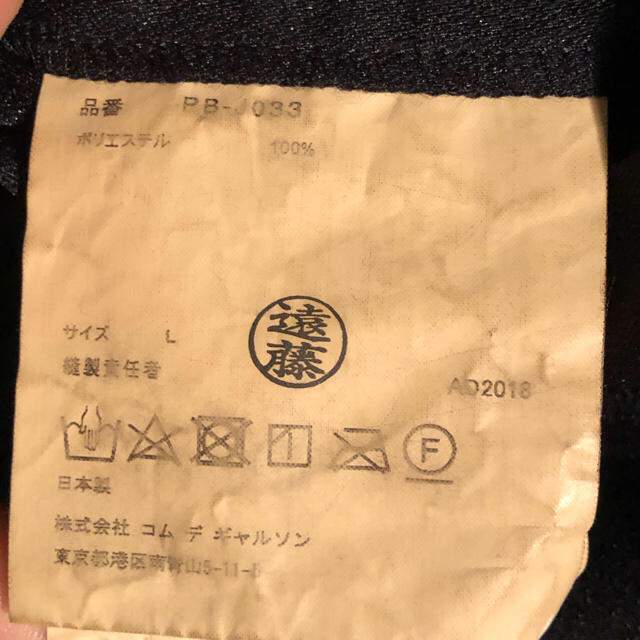 品番 PB-J033
ポリエステル 100%
サイズ L
遠藤
縫製責任者
AD2018
F
日本製
株式会社 コム デ ギャルソン
東京都港区南青山5-11-